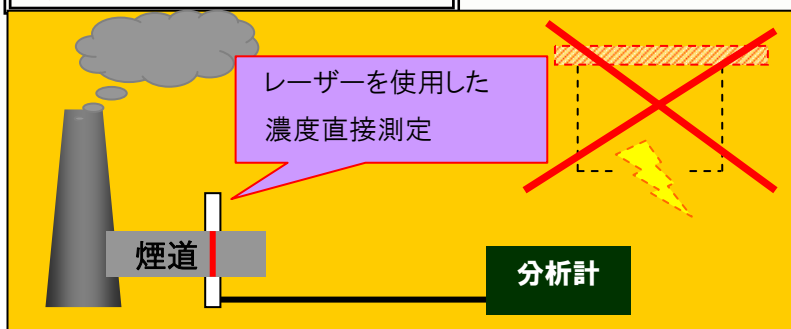 レーザーを使用した
濃度直接測定
煙道
分析計